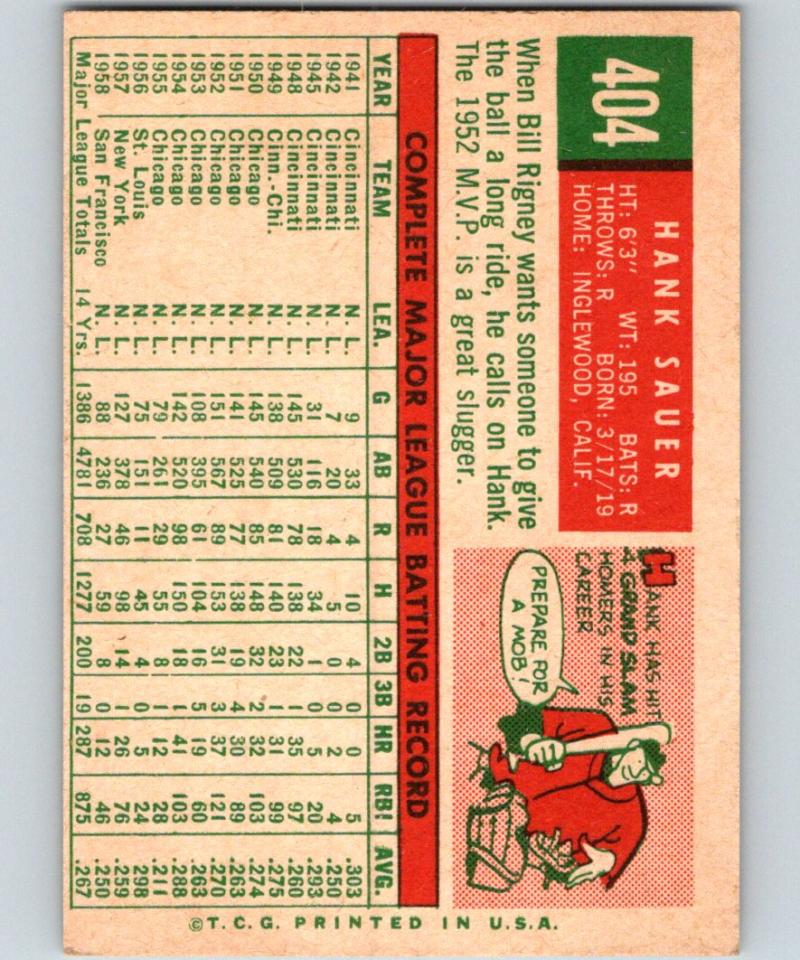 404
HANK SAUER
HT: 6'3" WT: 195 BATS: R
THROWS: R BORN: 3/17/19
HOME: INGLEWOOD, CALIF.
HANK HAS HIT
4 GRAND SLAM
HOMERS IN HIS
CAREER
PREPARE FOR
A MOB!
When Bill Rigney wants someone to give
the ball a long ride, he calls on Hank.
The 1952 M.V.P. is a great slugger.
COMPLETE MAJOR LEAGUE BATTING RECORD
YEAR TEAM LEA. G AB R H 2B 3B HR RBI AVG.
1941 Cincinnati N. L. 9 33 4 10 4 0 0 5 .303
1942 Cincinnati N. L. 7 20 4 5 0 0 2 4 .250
1945 Cincinnati N. L. 31 116 18 34 1 0 5 20 .293
1948 Cincinnati N. L. 145 530 78 138 22 1 35 97 .260
1949 Cinn.-Chi. N. L. 138 509 81 140 23 1 31 99 .275
1950 Chicago N. L. 145 540 85 148 32 2 32 103 .274
1951 Chicago N. L. 141 525 77 138 19 4 30 89 .263
1952 Chicago N. L. 151 567 89 153 31 3 37 121 .270
1953 Chicago N. L. 108 395 61 104 16 5 19 60 .263
1954 Chicago N. L. 142 520 98 150 18 1 41 103 .288
1955 Chicago N. L. 79 261 29 55 8 1 12 28 .211
1956 St. Louis N. L. 75 151 11 45 4 0 5 24 .298
1957 New York N. L. 127 378 46 98 14 1 26 76 .259
1958 San Francisco N. L. 88 236 27 59 8 0 12 46 .250
Major League Totals 14 Yrs. 1386 4781 708 1277 200 19 287 875 .267
©T.C.G. PRINTED IN U.S.A.